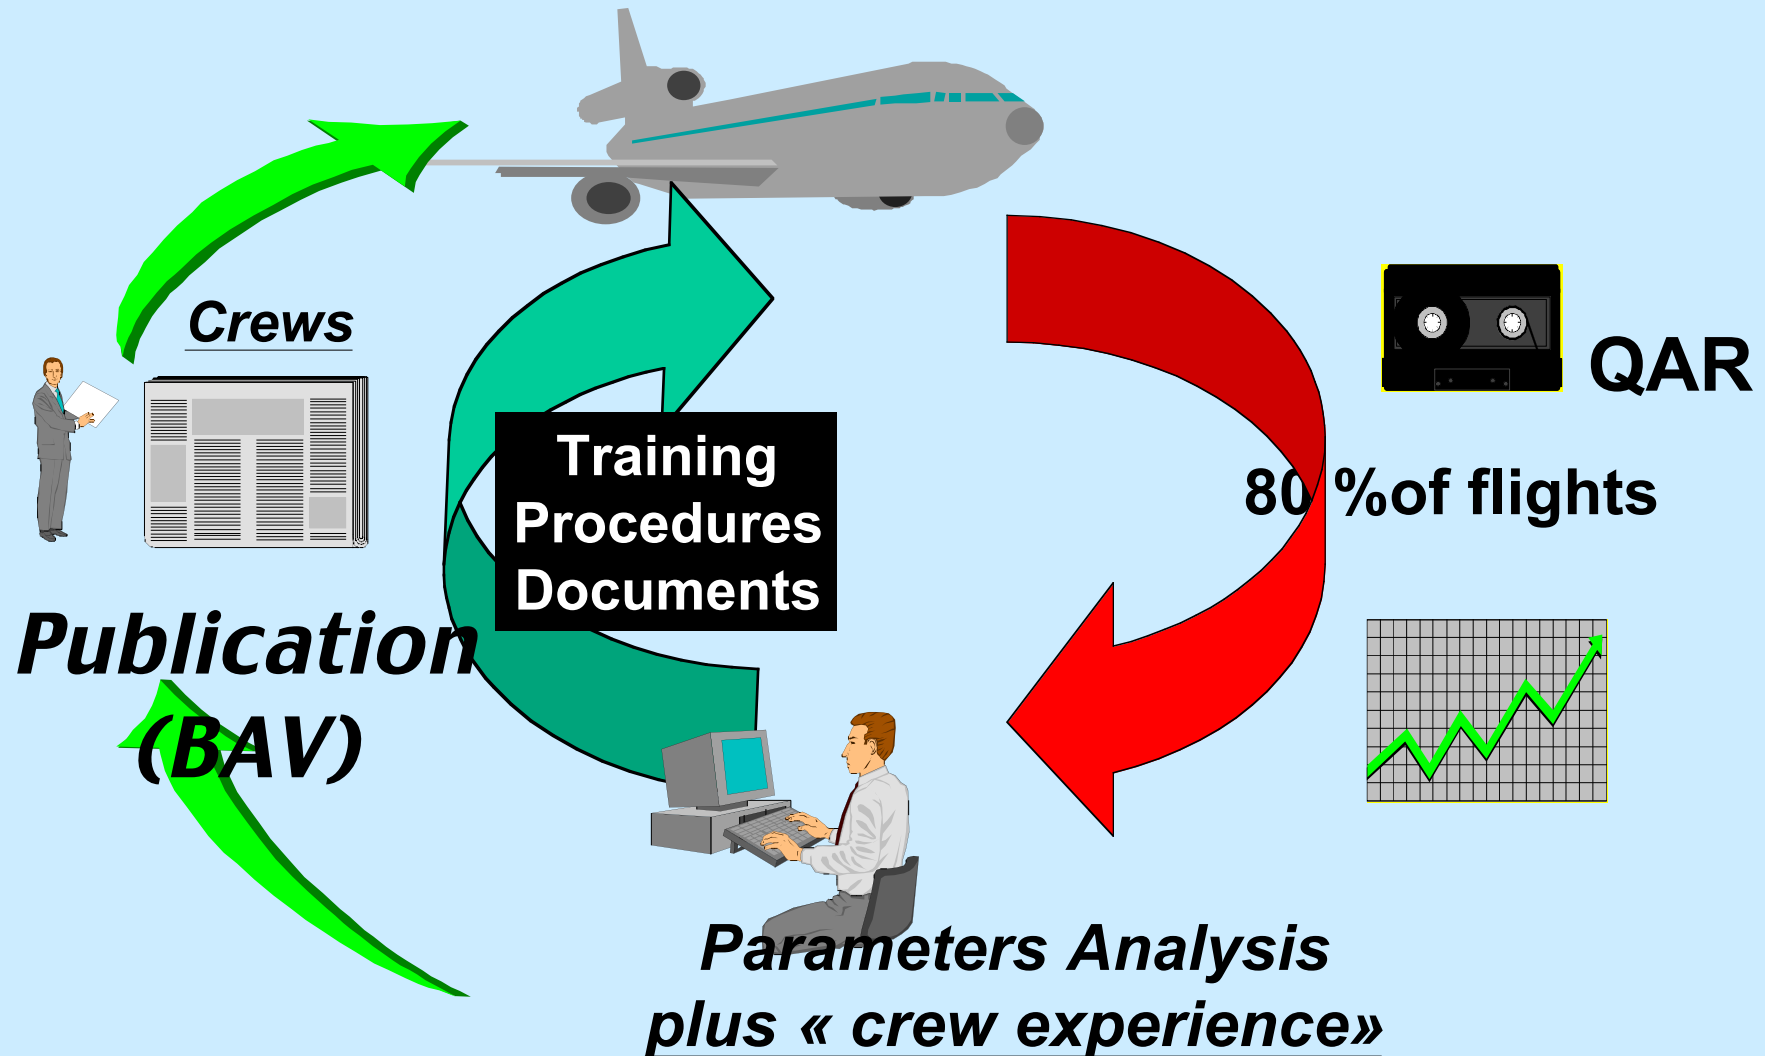 Crews
QAR
Training
Procedures
Documents
80 %of flights
Publication
(BAV)
Parameters Analysis
plus « crew experience»